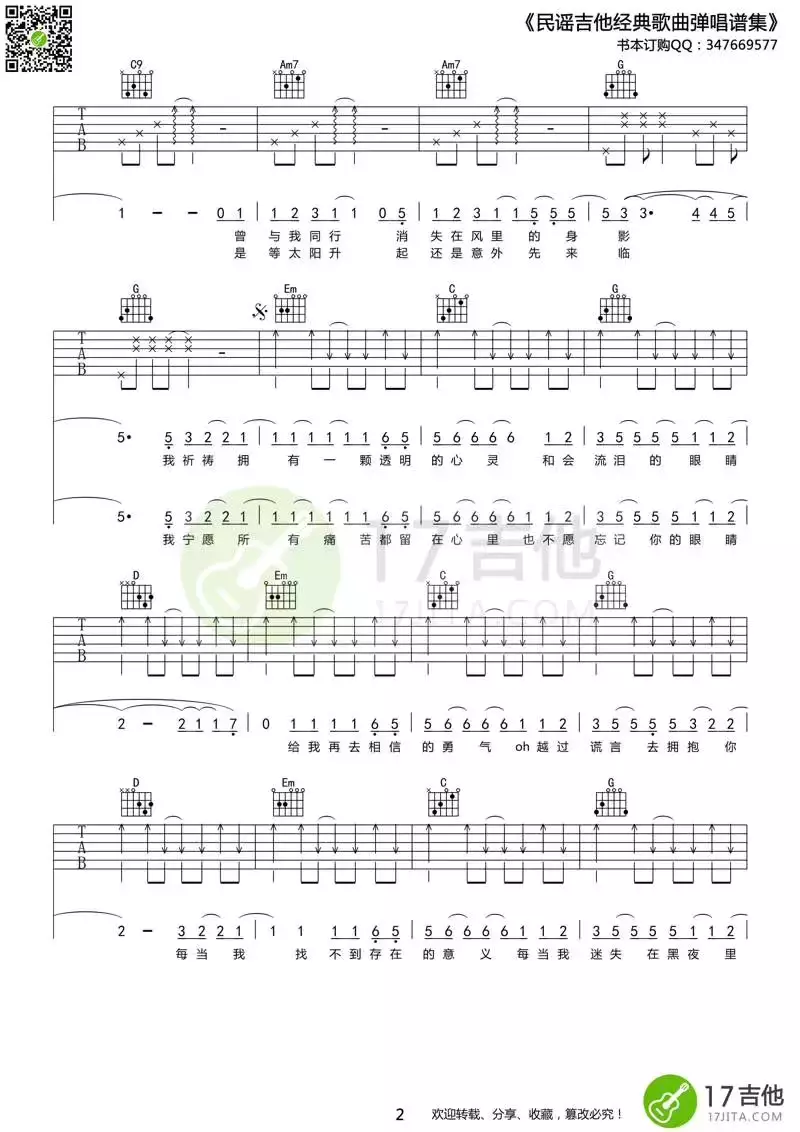 《民谣吉他经典歌曲弹唱谱集》
书本订购QQ：347669577
C9 Am7 Am7 G
T
A
B
1 - - 0 1 | 1 2 3 1 1 0 5 | 1 2 3 1 1 5 5 5 | 5 3 3• 4 4 5
曾 与我同行 消 失在风里的身 影
是 等太阳升 起 还是意外先来 临
G Em C G
T
A
B
5• 5 3 2 2 1 | 1 1 1 1 1 1 6 5 | 5 6 6 6 6 1 2 | 3 5 5 5 5 1 1 2
我祈祷拥 有一颗透明 的心灵 和会 流泪的眼睛
5• 5 3 2 2 1 | 1 1 1 1 1 1 6 5 | 5 6 6 6 6 1 1 2 | 3 5 5 5 5 1 1 2
我宁愿所 有痛苦都留 在心里也不愿 忘记你的眼睛
17吉他
17JITA.COM
D Em C G
T
A
B
2 - 2 1 1 7 | 0 1 1 1 1 6 5 | 5 6 6 6 6 1 1 2 | 3 5 5 5 5 3 2 2
给我再去相信 的勇气 oh越过 谎言去拥抱你
D Em C G
T
A
B
2 - 3 2 2 1 | 1 1 1 1 6 5 | 5 6 6 6 6 1 1 2 | 3 5 5 5 5 1 1 2
每当我 找不到存在 的意义每当我 迷失在黑夜里
2 欢迎转载、分享、收藏，篡改必究！
17吉他
17JITA.COM